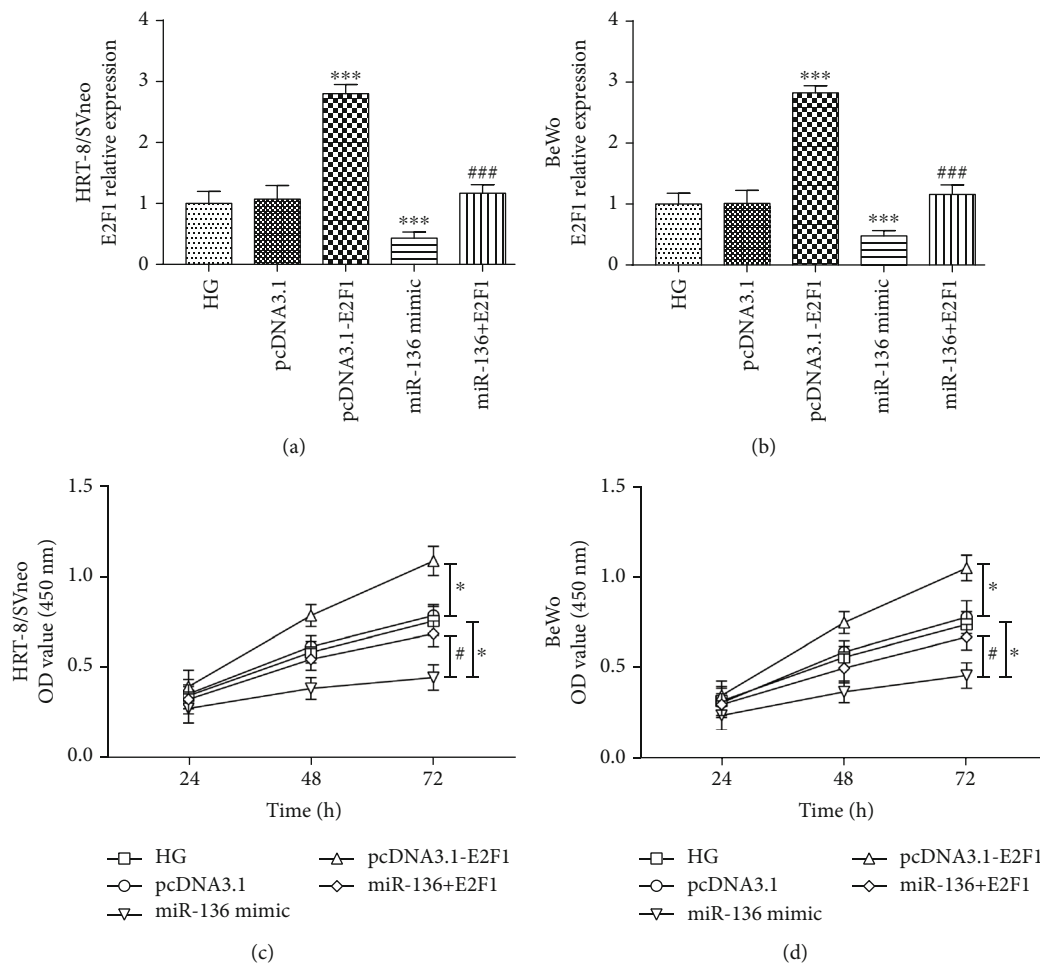 HRT-8/SVneo
E2F1 relative expression
4
3
2
1
0
***
***
###
HG
pcDNA3.1
pcDNA3.1-E2F1
miR-136 mimic
miR-136+E2F1
(a)
BeWo
E2F1 relative expression
4
3
2
1
0
***
***
###
HG
pcDNA3.1
pcDNA3.1-E2F1
miR-136 mimic
miR-136+E2F1
(b)
HRT-8/SVneo
OD value (450 nm)
1.5
1.0
0.5
0.0
*
#
*
24 48 72
Time (h)
HG
pcDNA3.1
miR-136 mimic
pcDNA3.1-E2F1
miR-136+E2F1
(c)
BeWo
OD value (450 nm)
1.5
1.0
0.5
0.0
*
#
*
24 48 72
Time (h)
HG
pcDNA3.1
miR-136 mimic
pcDNA3.1-E2F1
miR-136+E2F1
(d)